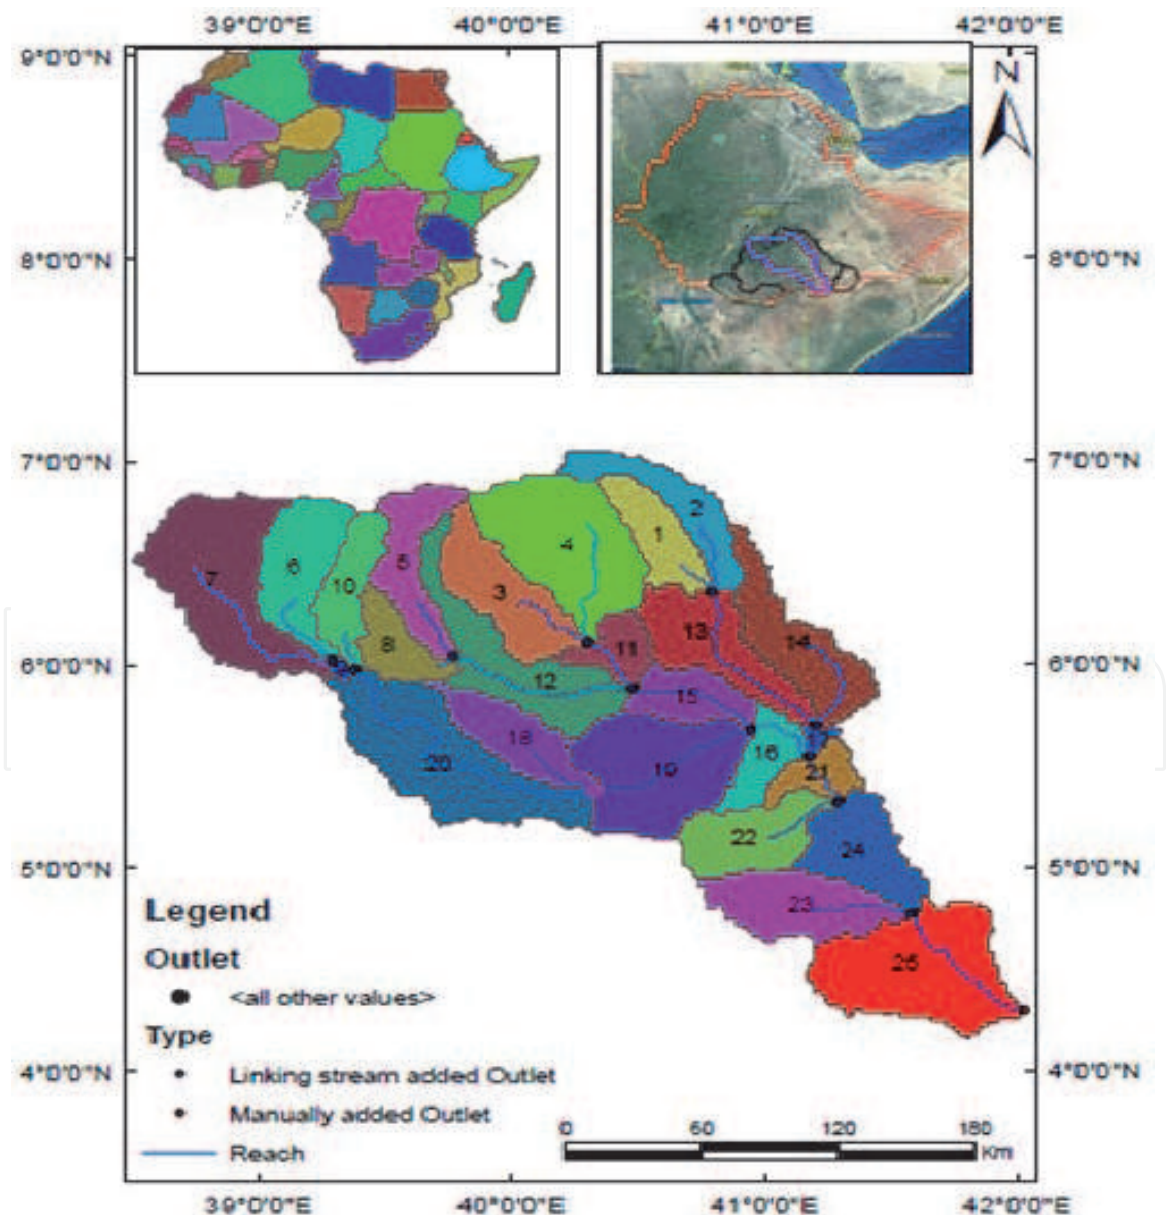 39°0'0"E 40°0'0"E 41°0'0"E 42°0'0"E
9°0'0"N
N
8°0'0"N 8°0'0"N
7°0'0"N 7°0'0"N
2
1
4
5
6
7
10
3
13
14
8
11
6°0'0"N 6°0'0"N
12
15
18
16
20
19
21
22
24
5°0'0"N 5°0'0"N
23
25
Legend
Outlet
<all other values>
Type
4°0'0"N 4°0'0"N
Linking stream added Outlet
Manually added Outlet
Reach
0 60 120 180
Km
39°0'0"E 40°0'0"E 41°0'0"E 42°0'0"E